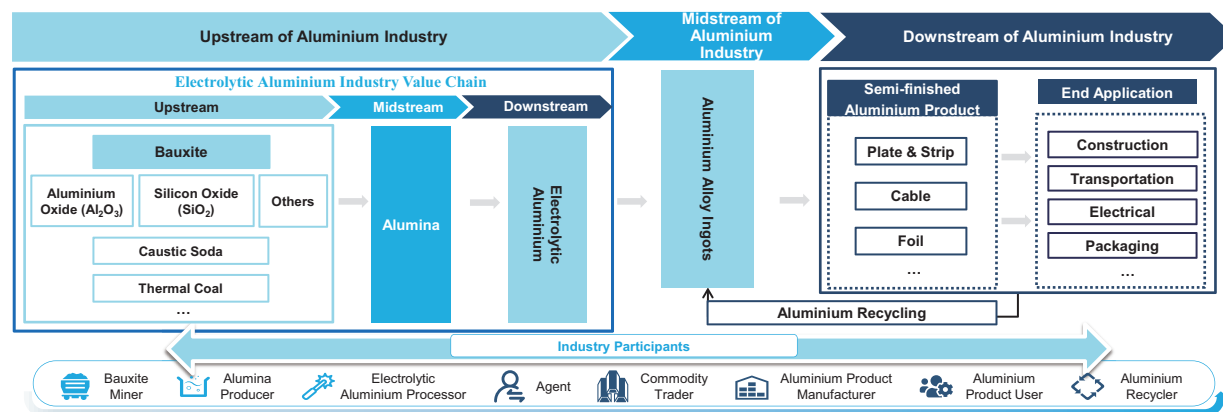 Upstream of Aluminium Industry
Midstream of
Aluminium
Industry
Downstream of Aluminium Industry
Electrolytic Aluminium Industry Value Chain
Upstream
Midstream
Downstream
Bauxite
Aluminium
Oxide (Al₂O₃)
Silicon Oxide
(SiO₂)
Others
Caustic Soda
Thermal Coal
...
Alumina
Electrolytic
Aluminium
Aluminium Alloy Ingots
Semi-finished
Aluminium Product
Plate & Strip
Cable
Foil
...
End Application
Construction
Transportation
Electrical
Packaging
...
Aluminium Recycling
Industry Participants
Bauxite
Miner
Alumina
Producer
Electrolytic
Aluminium Processor
Agent
Commodity
Trader
Aluminium Product
Manufacturer
Aluminium
Product User
Aluminium
Recycler